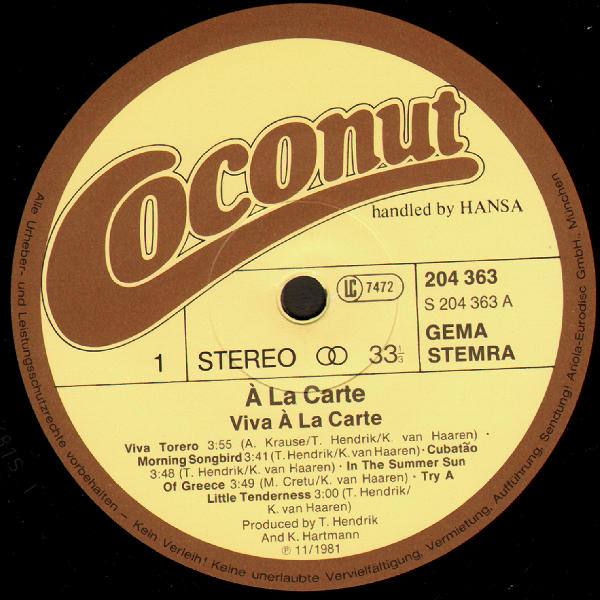 Coconut
handled by HANSA
LC 7472
204 363
S 204 363 A
1
STEREO
33 1/3
GEMA
STEMRA
À La Carte
Viva À La Carte
Viva Torero 3:55 (A. Krause/T. Hendrik/K. van Haaren) ·
Morning Songbird 3:41 (T. Hendrik/K. van Haaren) · Cubatão
3:48 (T. Hendrik/K. van Haaren) · In The Summer Sun
Of Greece 3:49 (M. Cretu/K. van Haaren) · Try A
Little Tenderness 3:00 (T. Hendrik/
K. van Haaren)
Produced by T. Hendrik
And K. Hartmann
℗ 11/1981
Alle Urheber- und Leistungsschutzrechte vorbehalten – Kein Verleih! Keine unerlaubte Vervielfältigung, Vermietung, Aufführung, Sendung! Ariola-Eurodisc GmbH., München